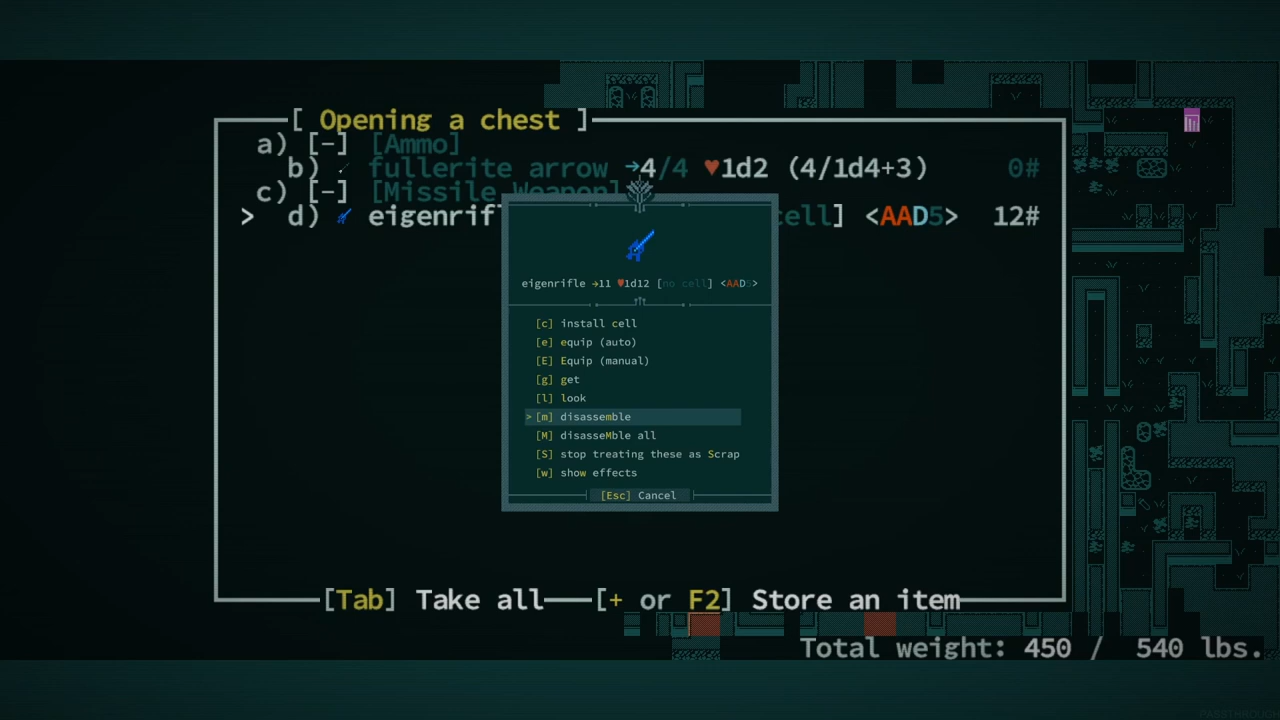 [ Opening a chest ]
a) [-] [Ammo]
b) fullerite arrow →4/4 ♥1d2 (4/1d4+3) 0#
c) [-] [Missile Weapon]
> d) eigenrifl cell] <AAD5> 12#
eigenrifle →11 ♥1d12 [no cell] <AAD5>
[c] install cell
[e] equip (auto)
[E] Equip (manual)
[g] get
[l] look
> [m] disassemble
[M] disasseMble all
[S] stop treating these as Scrap
[w] show effects
[Esc] Cancel
[Tab] Take all [+ or F2] Store an item
Total weight: 450 / 540 lbs.